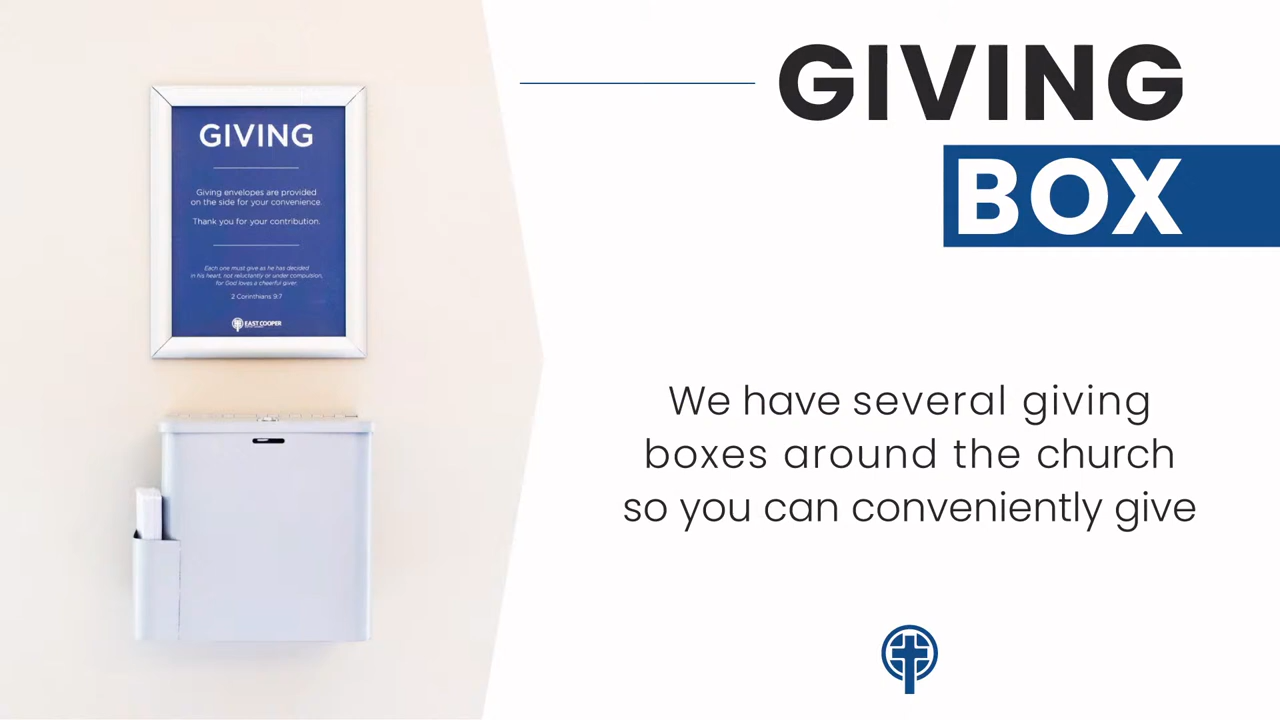 GIVING
Giving envelopes are provided
on the side for your convenience.
Thank you for your contribution.
Each one must give as he has decided
in his heart, not reluctantly or under compulsion,
for God loves a cheerful giver.
2 Corinthians 9:7
EAST COOPER
GIVING
BOX
We have several giving
boxes around the church
so you can conveniently give